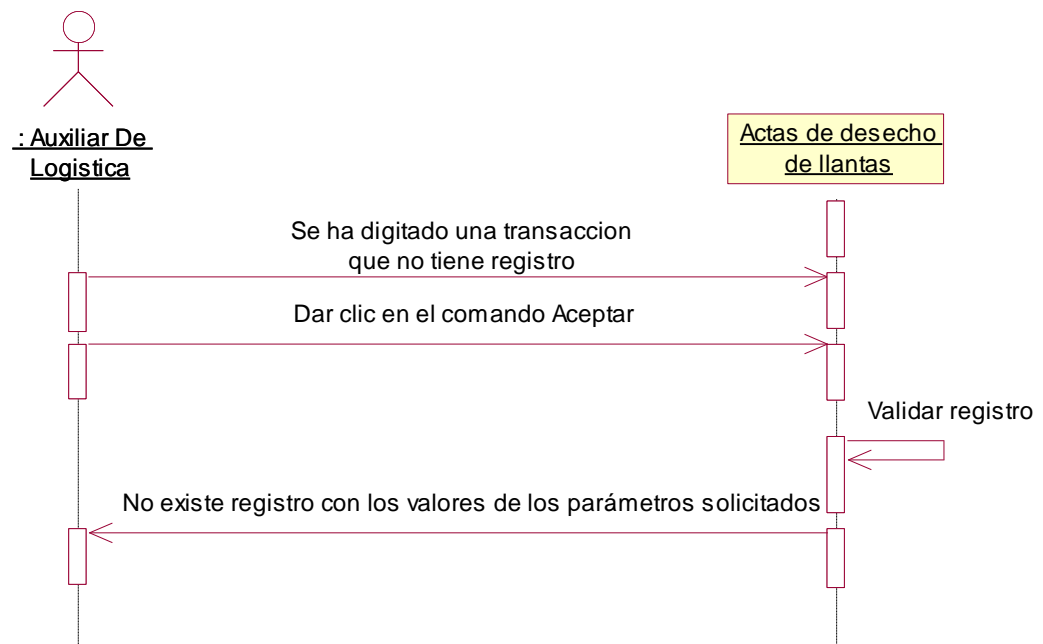 : Auxiliar De
Logistica
Actas de desecho
de llantas
Se ha digitado una transaccion
que no tiene registro
Dar clic en el comando Aceptar
Validar registro
No existe registro con los valores de los parámetros solicitados